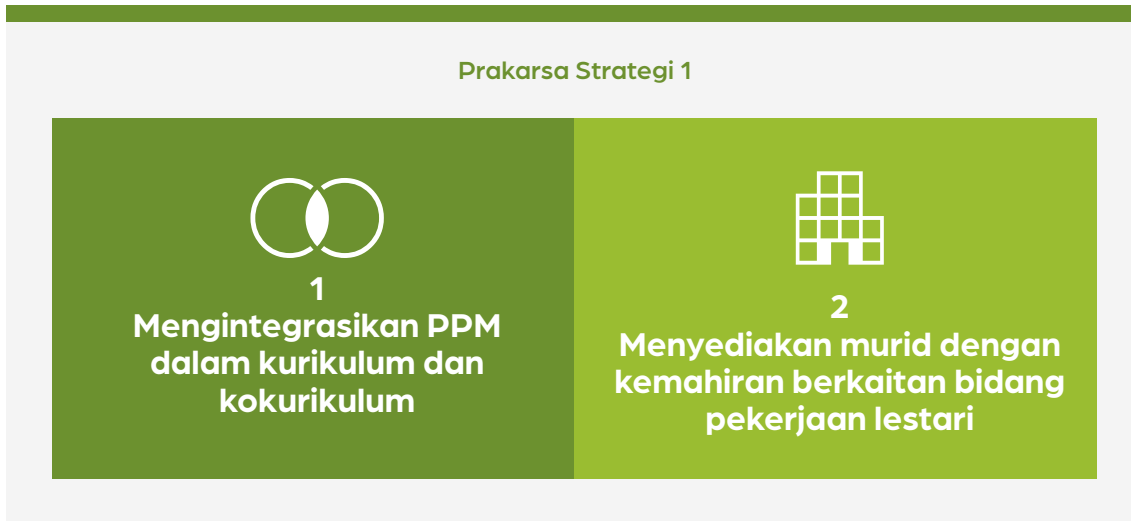 Prakarsa Strategi 1
1
Mengintegrasikan PPM
dalam kurikulum dan
kokurikulum
2
Menyediakan murid dengan
kemahiran berkaitan bidang
pekerjaan lestari